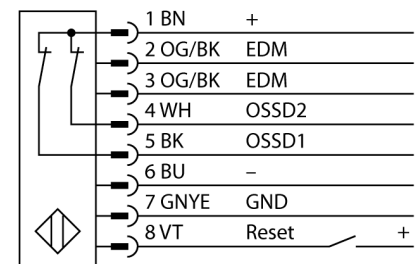 1 BN +
2 OG/BK EDM
3 OG/BK EDM
4 WH OSSD2
5 BK OSSD1
6 BU –
7 GNYE GND
8 VT Reset +